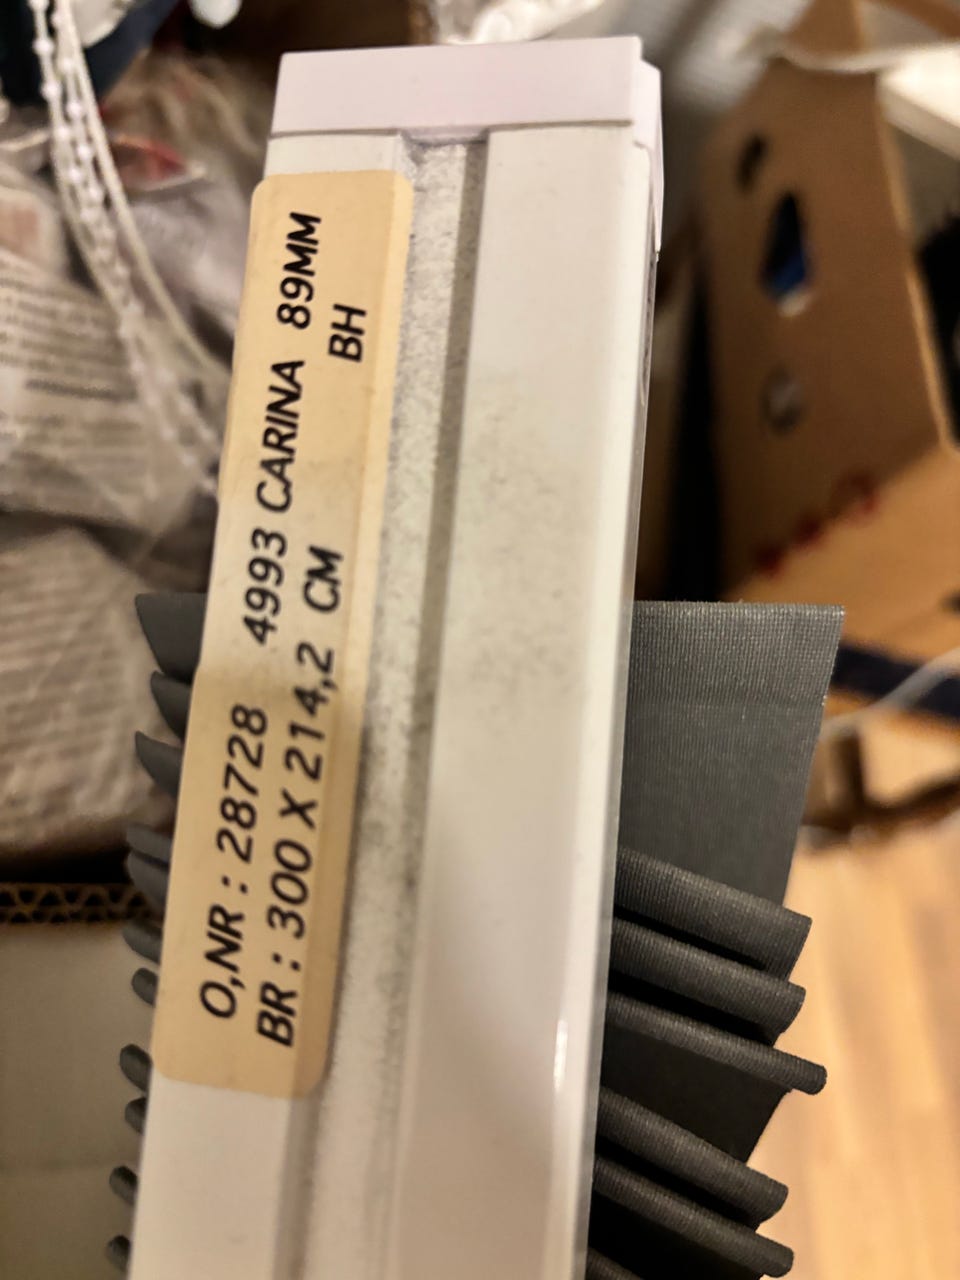 O,NR : 28728 4993 CARINA 89MM
BR : 300 X 214,2 CM BH